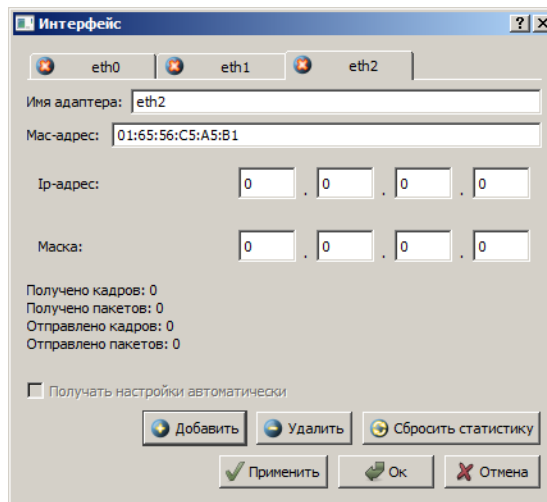 Интерфейс
eth0 eth1 eth2
Имя адаптера: eth2
Mac-адрес: 01:65:56:C5:A5:B1
Ip-адрес: 0 . 0 . 0 . 0
Маска: 0 . 0 . 0 . 0
Получено кадров: 0
Получено пакетов: 0
Отправлено кадров: 0
Отправлено пакетов: 0
Получать настройки автоматически
Добавить Удалить Сбросить статистику
Применить Ок Отмена